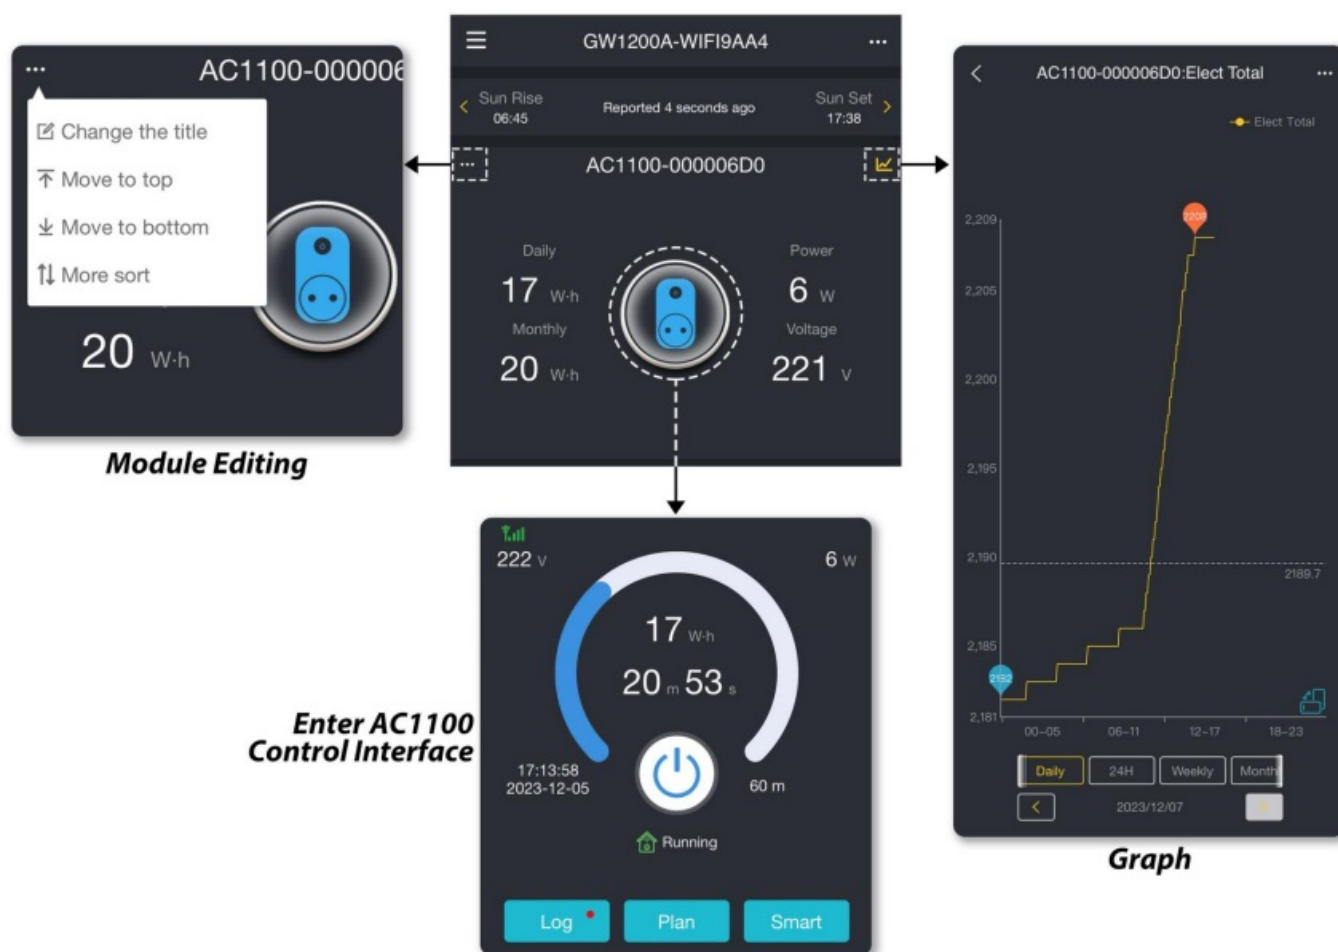 AC1100-000006
Change the title
Move to top
Move to bottom
More sort
20 W·h
Module Editing
GW1200A-WIFI9AA4
Sun Rise
06:45
Reported 4 seconds ago
Sun Set
17:38
AC1100-000006D0
Daily
17 W·h
Monthly
20 W·h
Power
6 W
Voltage
221 V
222 V
6 W
17 W·h
20 m 53 s
17:13:58
2023-12-05
60 m
Running
Log
Plan
Smart
Enter AC1100
Control Interface
AC1100-000006D0:Elect Total
Elect Total
2,209
2208
2,205
2,200
2,195
2,190
2189.7
2,185
2182
2,181
00~05
06~11
12~17
18~23
Daily
24H
Weekly
Month
2023/12/07
Graph